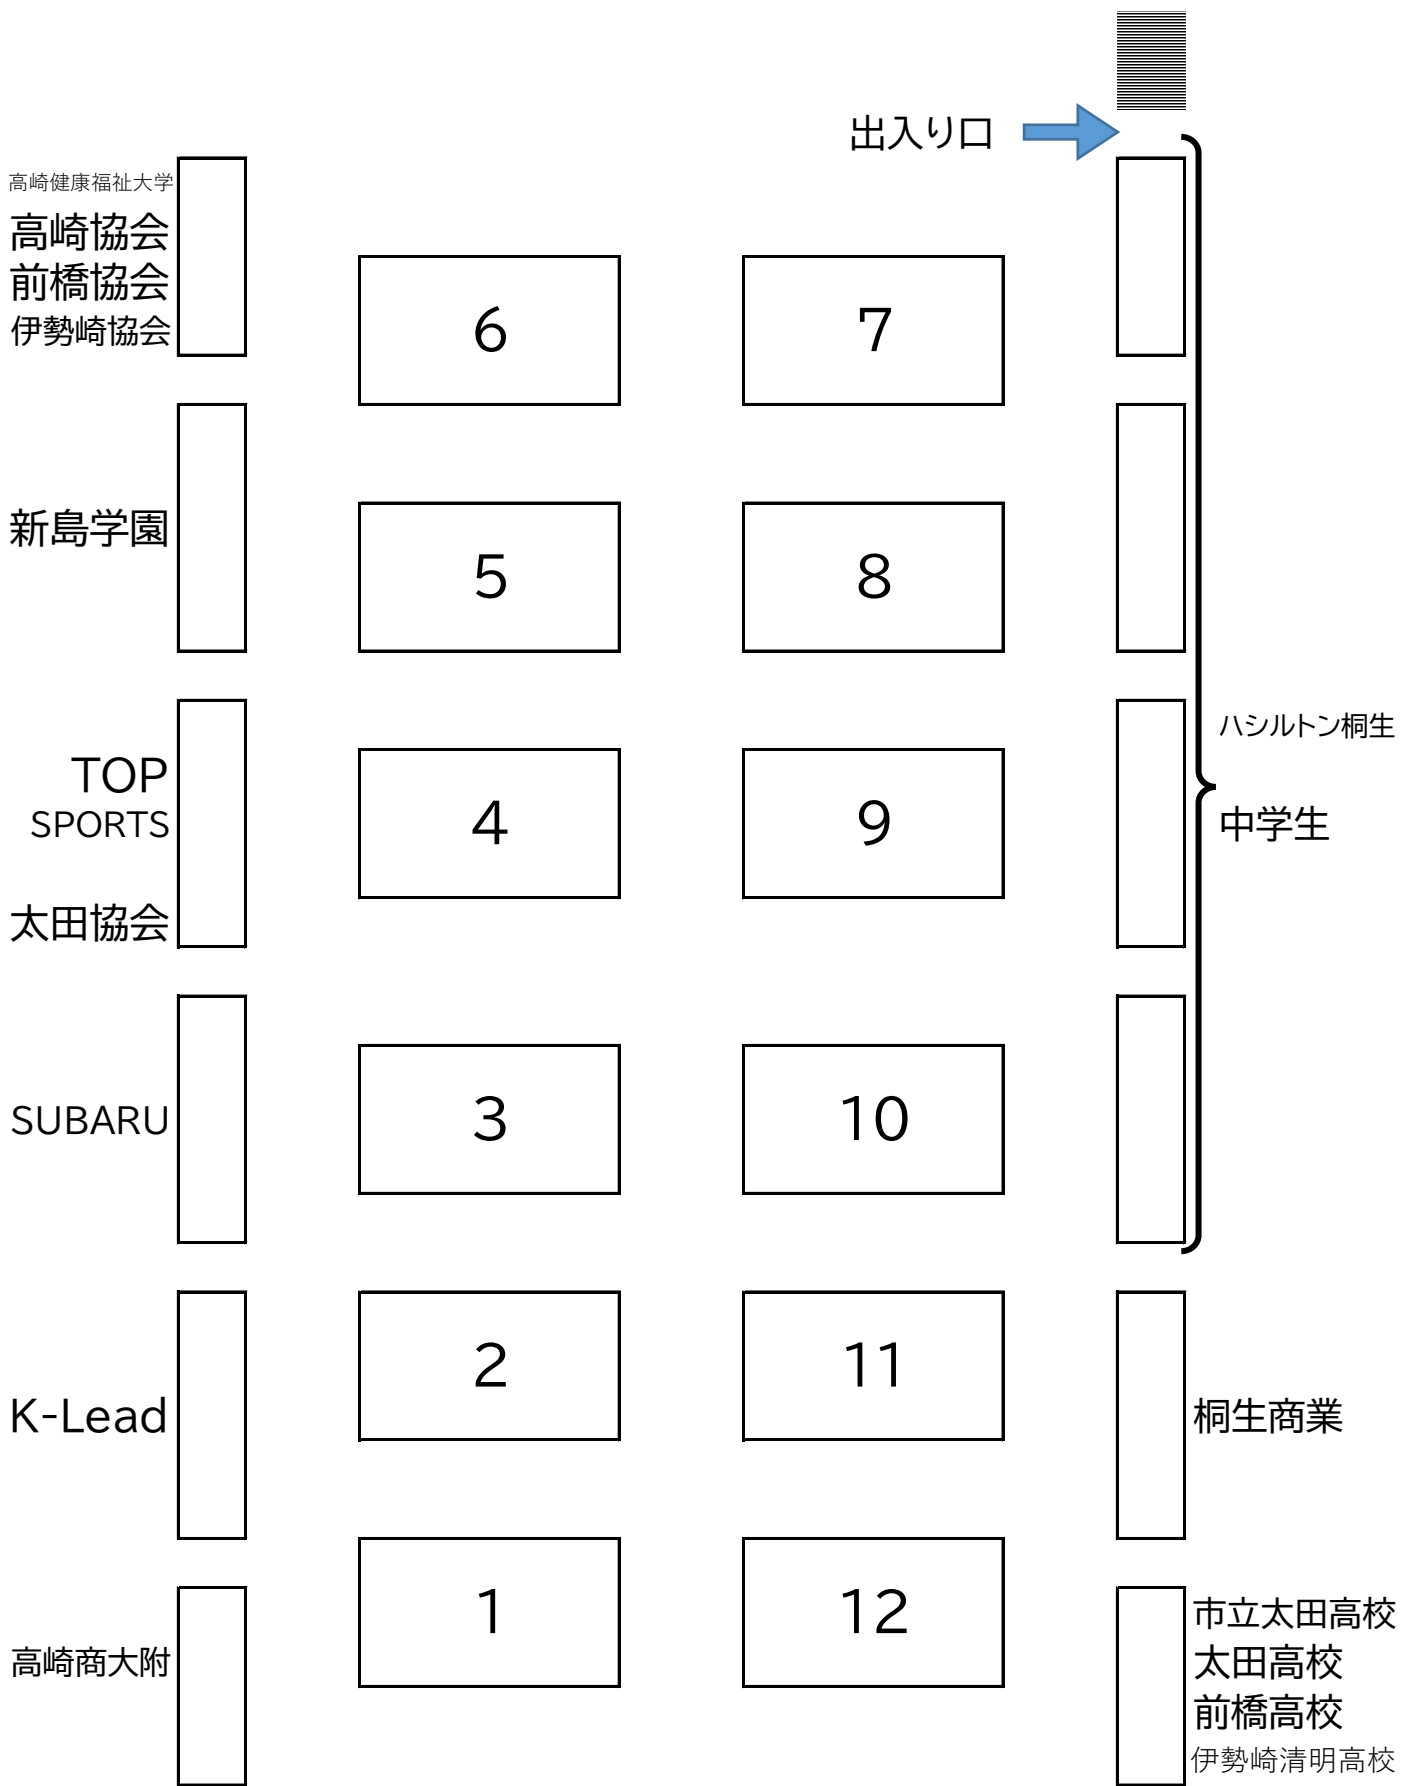 出入り口
高崎健康福祉大学
高崎協会
前橋協会
伊勢崎協会
6
7
新島学園
5
8
ハシルトン桐生
TOP
SPORTS
4
9
中学生
太田協会
SUBARU
3
10
2
11
K-Lead
桐生商業
1
12
高崎商大附
市立太田高校
太田高校
前橋高校
伊勢崎清明高校